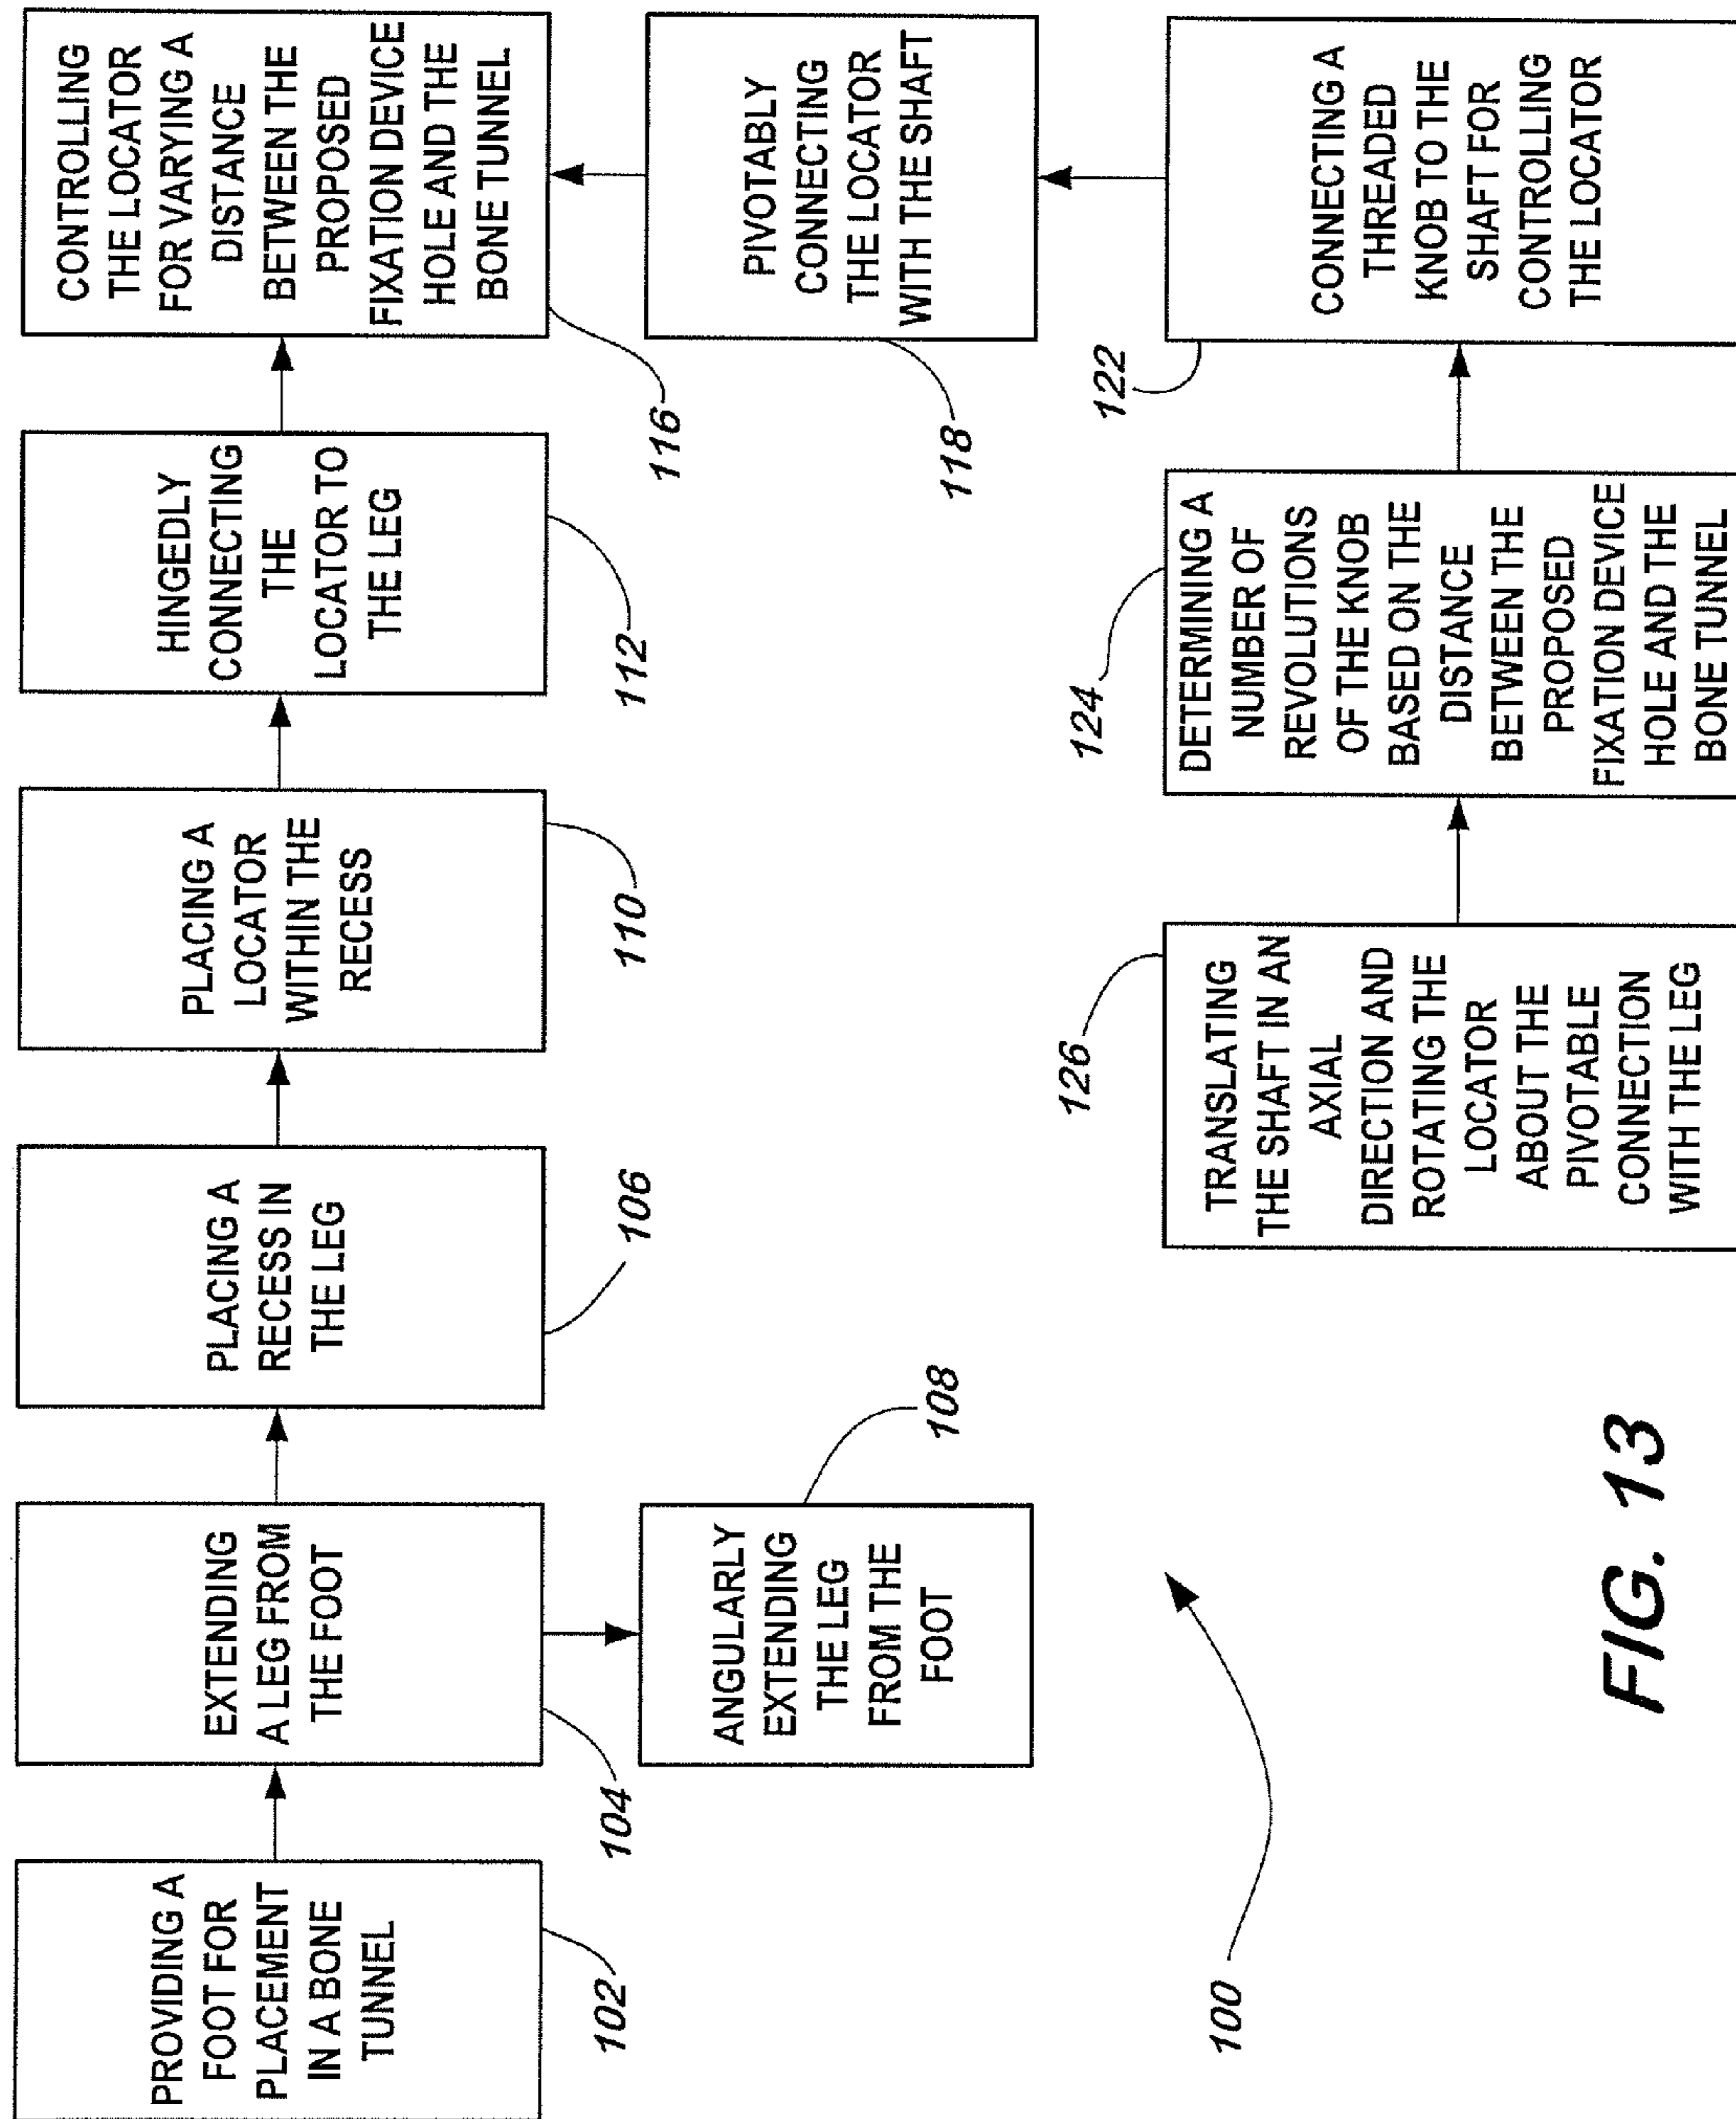 PROVIDING A
FOOT FOR
PLACEMENT
IN A BONE
TUNNEL
102
EXTENDING
A LEG FROM
THE FOOT
104
ANGULARLY
EXTENDING
THE LEG
FROM THE
FOOT
108
PLACING A
RECESS IN
THE LEG
106
PLACING A
LOCATOR
WITHIN THE
RECESS
110
HINGEDLY
CONNECTING
THE
LOCATOR TO
THE LEG
112
CONTROLLING
THE LOCATOR
FOR VARYING A
DISTANCE
BETWEEN THE
PROPOSED
FIXATION DEVICE
HOLE AND THE
BONE TUNNEL
116
PIVOTABLY
CONNECTING
THE LOCATOR
WITH THE SHAFT
118
CONNECTING A
THREADED
KNOB TO THE
SHAFT FOR
CONTROLLING
THE LOCATOR
122
DETERMINING A
NUMBER OF
REVOLUTIONS
OF THE KNOB
BASED ON THE
DISTANCE
BETWEEN THE
PROPOSED
FIXATION DEVICE
HOLE AND THE
BONE TUNNEL
124
TRANSLATING
THE SHAFT IN AN
AXIAL
DIRECTION AND
ROTATING THE
LOCATOR
ABOUT THE
PIVOTABLE
CONNECTION
WITH THE LEG
126
100
FIG. 13